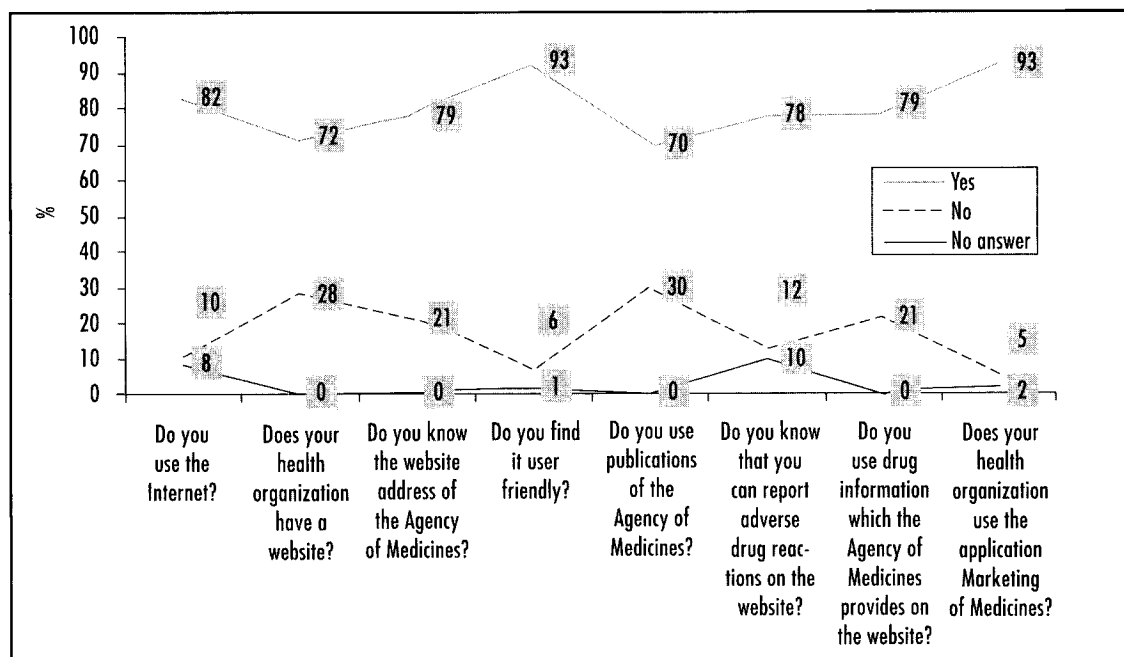 100
90
80
70
60
50
40
30
20
10
0
%
82
72
79
93
70
78
79
93
10
28
21
6
30
12
21
5
8
0
0
1
0
10
0
2
Yes
No
No answer
Do you
use the
Internet?
Does your
health
organization
have a
website?
Do you know
the website
address of
the Agency
of Medicines?
Do you find
it user
friendly?
Do you use
publications
of the
Agency of
Medicines?
Do you know
that you
can report
adverse
drug reac-
tions on the
website?
Do you
use drug
information
which the
Agency of
Medicines
provides on
the website?
Does your
health
organization
use the
application
Marketing
of Medicines?